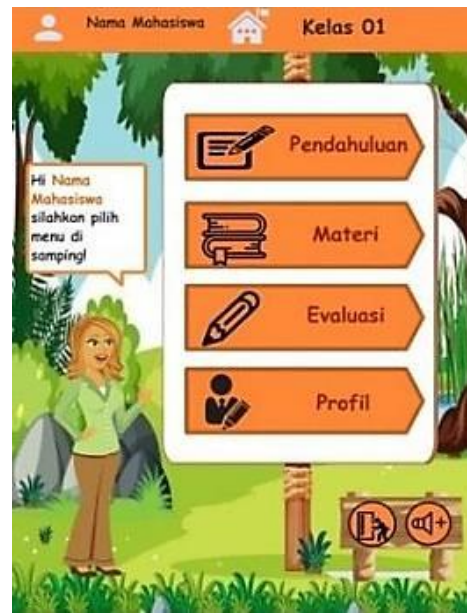 Nama Mahasiswa
Kelas 01
Hi Nama
Mahasiswa
silahkan pilih
menu di
samping!
Pendahuluan
Materi
Evaluasi
Profil